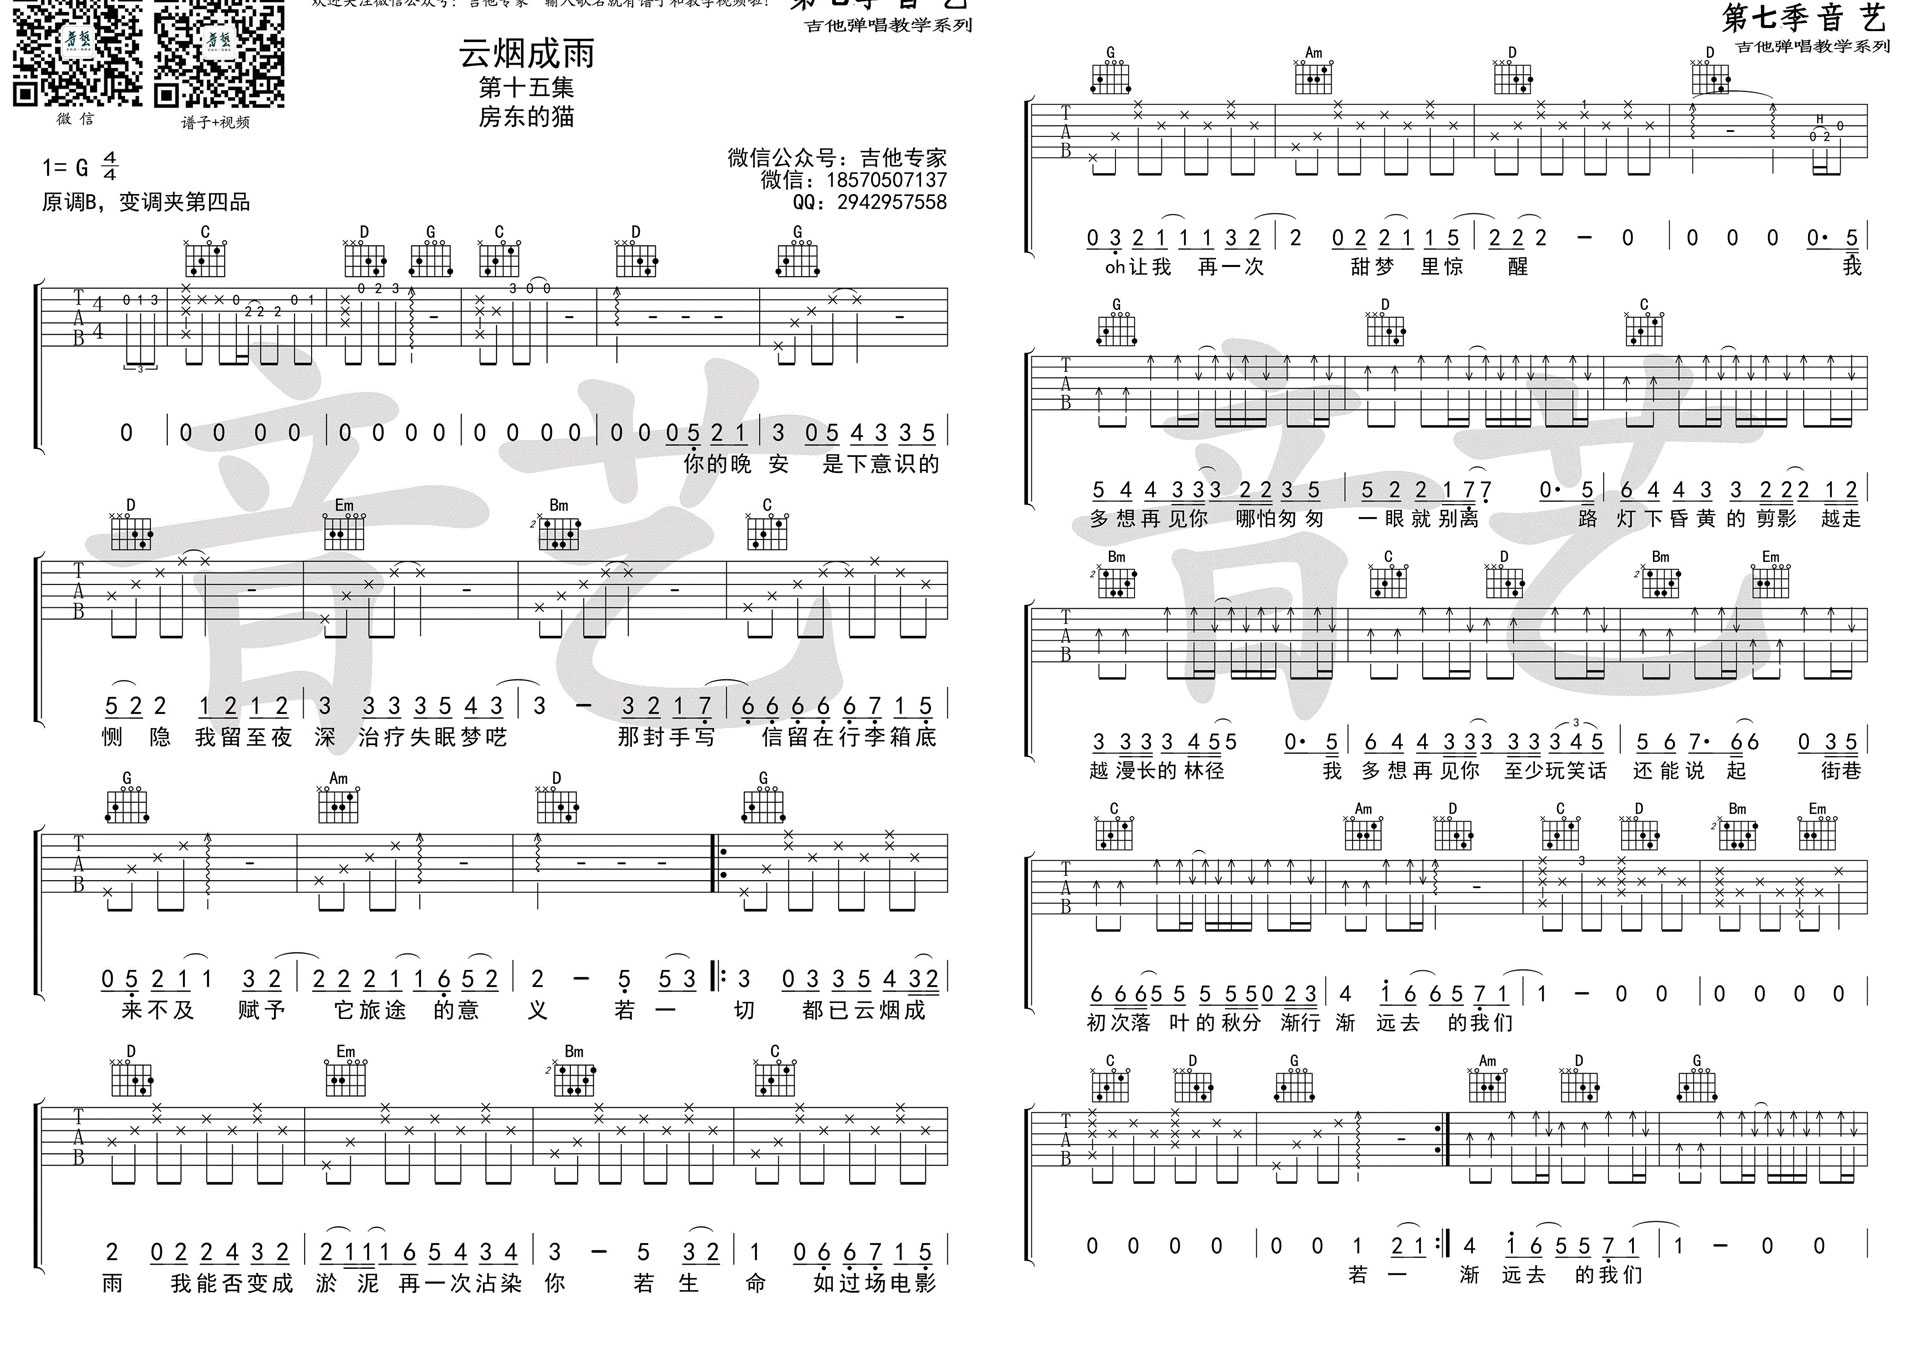 欢迎关注微信公众号：吉他专家 输入歌名就有谱子和教学视频啦！
第七季音艺
吉他弹唱教学系列
微信
谱子+视频
云烟成雨
第十五集
房东的猫
1= G 4/4
原调B，变调夹第四品
微信公众号：吉他专家
微信：18570507137
QQ：2942957558
C D G C D G
0 1 3 0 2 2 2 0 1 0 2 3 3 0 0
3
0 | 0 0 0 0 | 0 0 0 0 | 0 0 0 0 | 0 0 0 5 2 1 | 3 0 5 4 3 3 5
你的晚 安 是下意识的
D Em Bm C
5 2 2 1 2 1 2 | 3 3 3 3 5 4 3 | 3 — 3 2 1 7 | 6 6 6 6 6 7 1 5
恻 隐 我留至夜 深 治疗失眠梦呓 那封手写 信留在行李箱底
G Am D G
0 5 2 1 1 3 2 | 2 2 2 1 1 6 5 2 | 2 — 5 5 3 |: 3 0 3 3 5 4 3 2
来不及 赋予 它旅途 的意 义 若 一 切 都已云烟成
D Em Bm C
2 0 2 2 4 3 2 | 2 1 1 1 6 5 4 3 4 | 3 — 5 3 2 | 1 0 6 6 7 1 5
雨 我能否变成 淤 泥 再一次沾染 你 若 生 命 如过场电影
第七季音艺
吉他弹唱教学系列
G Am D D
1 H 0 2 0
0 3 2 1 1 1 3 2 | 2 0 2 2 1 1 5 | 2 2 2 — 0 | 0 0 0 0· 5
oh让我 再一次 甜梦 里惊 醒 我
G D C
5 4 4 3 3 3 2 2 3 5 | 5 2 2 1 7 7 0· 5 | 6 4 4 3 3 2 2 2 1 2
多想再见你 哪怕匆匆 一眼就别离 路 灯下昏黄的剪影 越走
Bm C D Bm Em
3 3 3 3 4 5 5 0· 5 | 6 4 4 3 3 3 3 3 3 4 5 | 5 6 7· 6 6 0 3 5
越漫长的林径 我 多想再见你 至少玩笑话 还能说 起 街巷
C Am D C D Bm Em
3
6 6 6 5 5 5 5 5 0 2 3 | 4 1 6 6 5 7 1 | 1 — 0 0 | 0 0 0 0
初次落 叶的秋分 渐行 渐 远去 的我们
C D G Am D G
0 0 0 0 | 0 0 1 2 1 :| 4 1 6 5 5 7 1 | 1 — 0 0
若 一 渐 远去 的我们